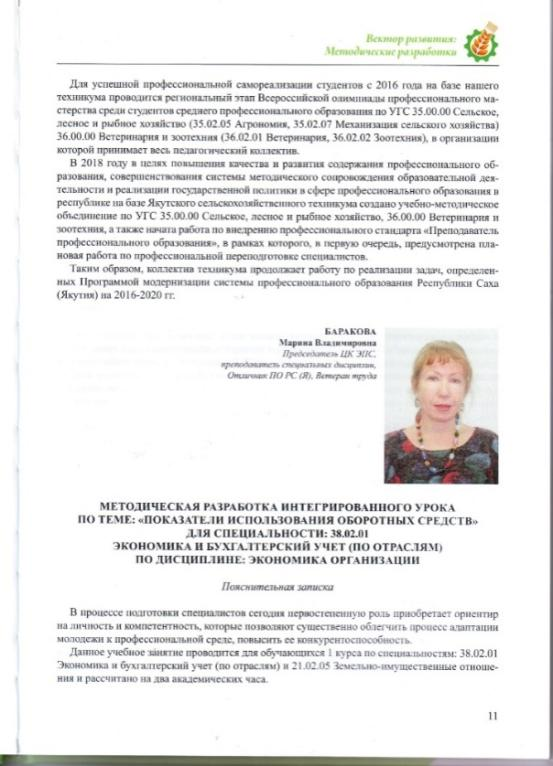 Вектор развития:
Методические разработки
Для успешной профессиональной самореализации студентов с 2016 года на базе нашего
техникума проводится региональный этап Всероссийской олимпиады профессионального ма-
стерства среди студентов среднего профессионального образования по УГС 35.00.00 Сельское,
лесное и рыбное хозяйство (35.02.05 Агрономия, 35.02.07 Механизация сельского хозяйства)
36.00.00 Ветеринария и зоотехния (36.02.01 Ветеринария, 36.02.02 Зоотехния), в организации
которой принимает весь педагогический коллектив.
В 2018 году в целях повышения качества и развития содержания профессионального об-
разования, совершенствования системы методического сопровождения образовательной дея-
тельности и реализации государственной политики в сфере профессионального образования в
республике на базе Якутского сельскохозяйственного техникума создано учебно-методическое
объединение по УГС 35.00.00 Сельское, лесное и рыбное хозяйство, 36.00.00 Ветеринария и
зоотехния, а также начата работа по внедрению профессионального стандарта «Преподаватель
профессионального образования», в рамках которого, в первую очередь, предусмотрена пла-
новая работа по профессиональной переподготовке специалистов.
Таким образом, коллектив техникума продолжает работу по реализации задач, определен-
ных Программой модернизации системы профессионального образования Республики Саха
(Якутия) на 2016-2020 гг.
БАРАКОВА
Марина Владимировна
Председатель ЦК ЭПС,
преподаватель специальных дисциплин,
Отличник ПО РС (Я), Ветеран труда
МЕТОДИЧЕСКАЯ РАЗРАБОТКА ИНТЕГРИРОВАННОГО УРОКА
ПО ТЕМЕ: «ПОКАЗАТЕЛИ ИСПОЛЬЗОВАНИЯ ОБОРОТНЫХ СРЕДСТВ»
ДЛЯ СПЕЦИАЛЬНОСТИ: 38.02.01
ЭКОНОМИКА И БУХГАЛТЕРСКИЙ УЧЕТ (ПО ОТРАСЛЯМ)
ПО ДИСЦИПЛИНЕ: ЭКОНОМИКА ОРГАНИЗАЦИИ
Пояснительная записка
В процессе подготовки специалистов сегодня первостепенную роль приобретает ориентир
на личность и компетентность, которые позволяют существенно облегчить процесс адаптации
молодежи к профессиональной среде, повысить ее конкурентоспособность.
Данное учебное занятие проводится для обучающихся 1 курса по специальностям: 38.02.01
Экономика и бухгалтерский учет (по отраслям) и 21.02.05 Земельно-имущественные отноше-
ния и рассчитано на два академических часа.
11